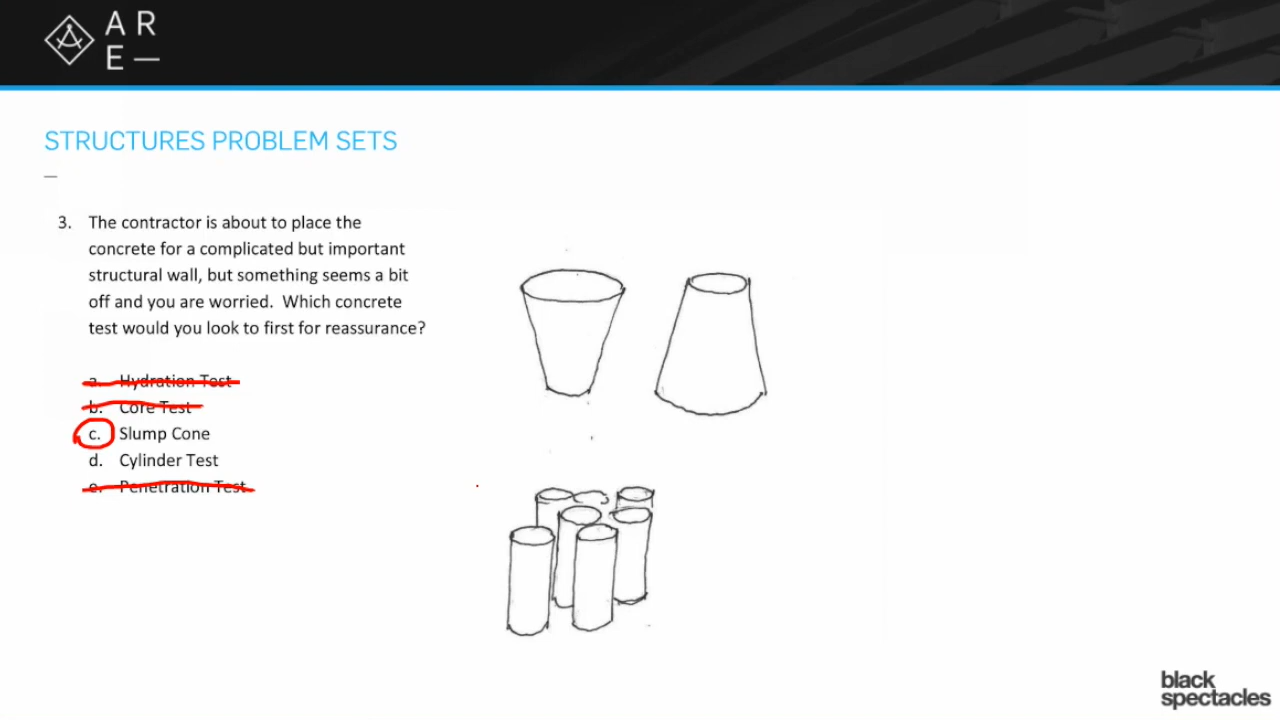 A R
E —
STRUCTURES PROBLEM SETS
—
3. The contractor is about to place the
concrete for a complicated but important
structural wall, but something seems a bit
off and you are worried. Which concrete
test would you look to first for reassurance?
a. Hydration Test
b. Core Test
c. Slump Cone
d. Cylinder Test
e. Penetration Test
black
spectacles